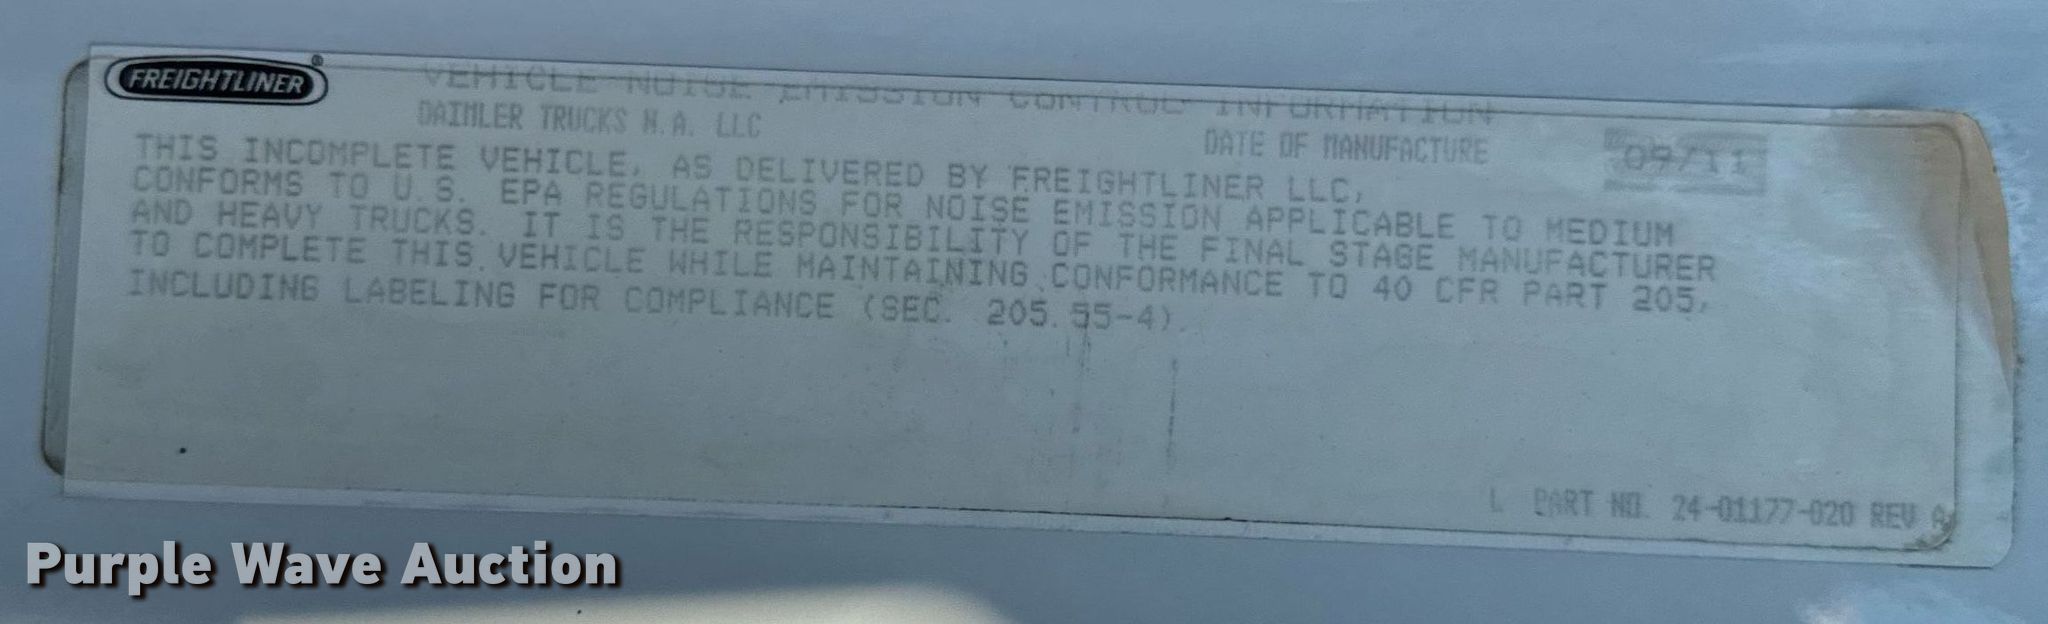 FREIGHTLINER®
VEHICLE NOISE EMISSION CONTROL INFORMATION
DAIMLER TRUCKS N.A. LLC
DATE OF MANUFACTURE 09/11
THIS INCOMPLETE VEHICLE, AS DELIVERED BY FREIGHTLINER LLC,
CONFORMS TO U.S. EPA REGULATIONS FOR NOISE EMISSION APPLICABLE TO MEDIUM
AND HEAVY TRUCKS. IT IS THE RESPONSIBILITY OF THE FINAL STAGE MANUFACTURER
TO COMPLETE THIS VEHICLE WHILE MAINTAINING CONFORMANCE TO 40 CFR PART 205,
INCLUDING LABELING FOR COMPLIANCE (SEC. 205.55-4).
L PART NO. 24-01177-020 REV A
Purple Wave Auction